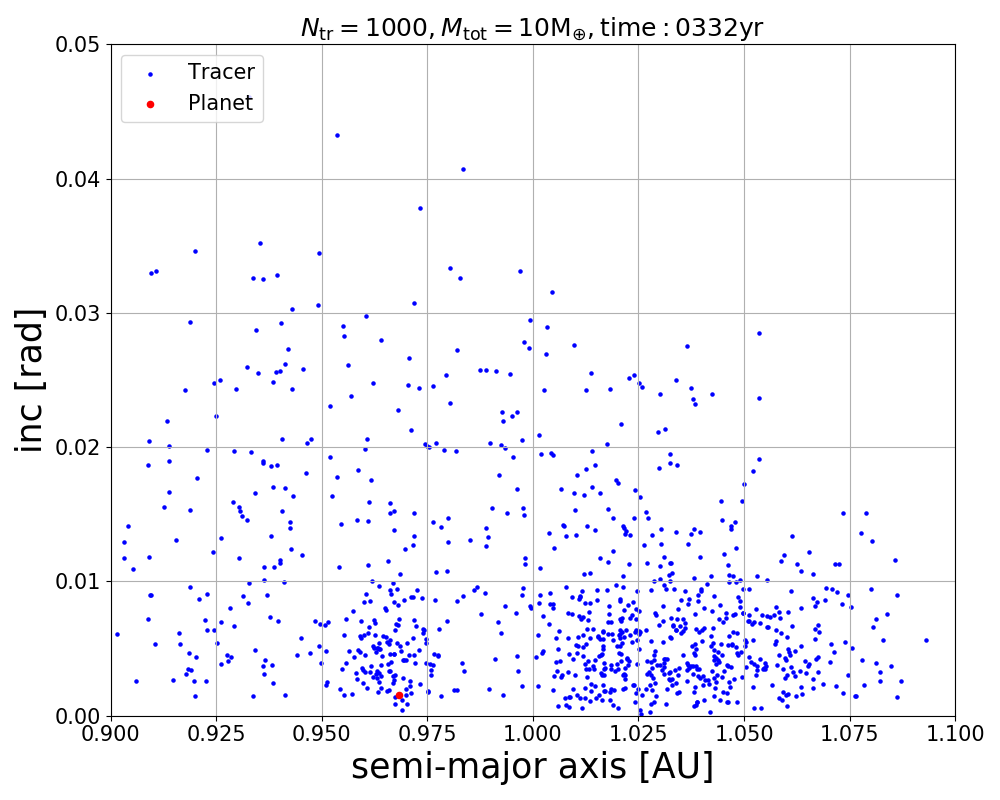 N_tr = 1000, M_tot = 10M_⊕, time : 0332yr
Tracer
Planet
inc [rad]
0.05
0.04
0.03
0.02
0.01
0.00
0.900 0.925 0.950 0.975 1.000 1.025 1.050 1.075 1.100
semi-major axis [AU]